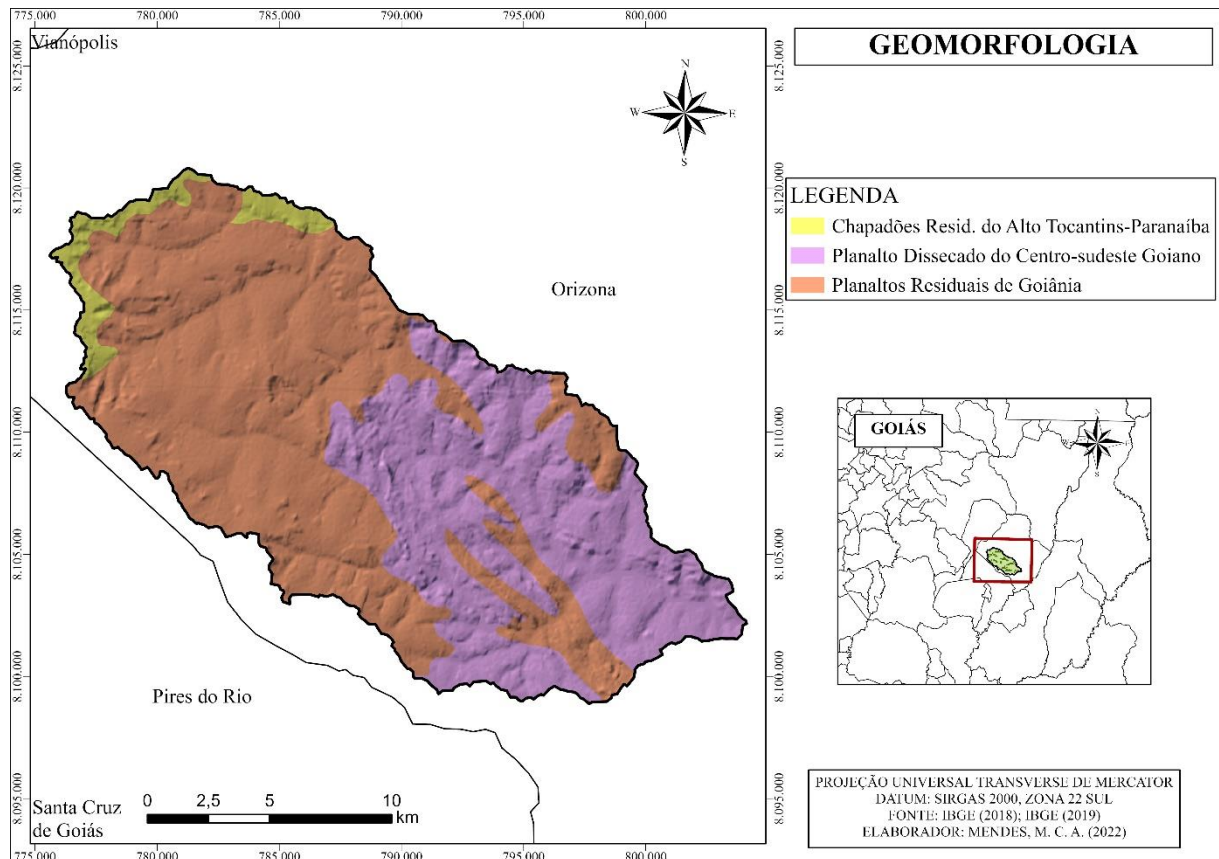 775.000 780.000 785.000 790.000 795.000 800.000
Vianópolis
GEOMORFOLOGIA
8.125.000
8.120.000
8.115.000
8.110.000
8.105.000
8.100.000
8.095.000
N
W E
S
8.125.000
8.120.000
8.115.000
8.110.000
8.105.000
8.100.000
8.095.000
LEGENDA
Chapadões Resid. do Alto Tocantins-Paranaíba
Planalto Dissecado do Centro-sudeste Goiano
Planaltos Residuais de Goiânia
Orizona
GOIÁS
Pires do Rio
Santa Cruz
de Goiás
0 2,5 5 10
km
PROJEÇÃO UNIVERSAL TRANSVERSE DE MERCATOR
DATUM: SIRGAS 2000, ZONA 22 SUL
FONTE: IBGE (2018); IBGE (2019)
ELABORADOR: MENDES, M. C. A. (2022)
775.000 780.000 785.000 790.000 795.000 800.000